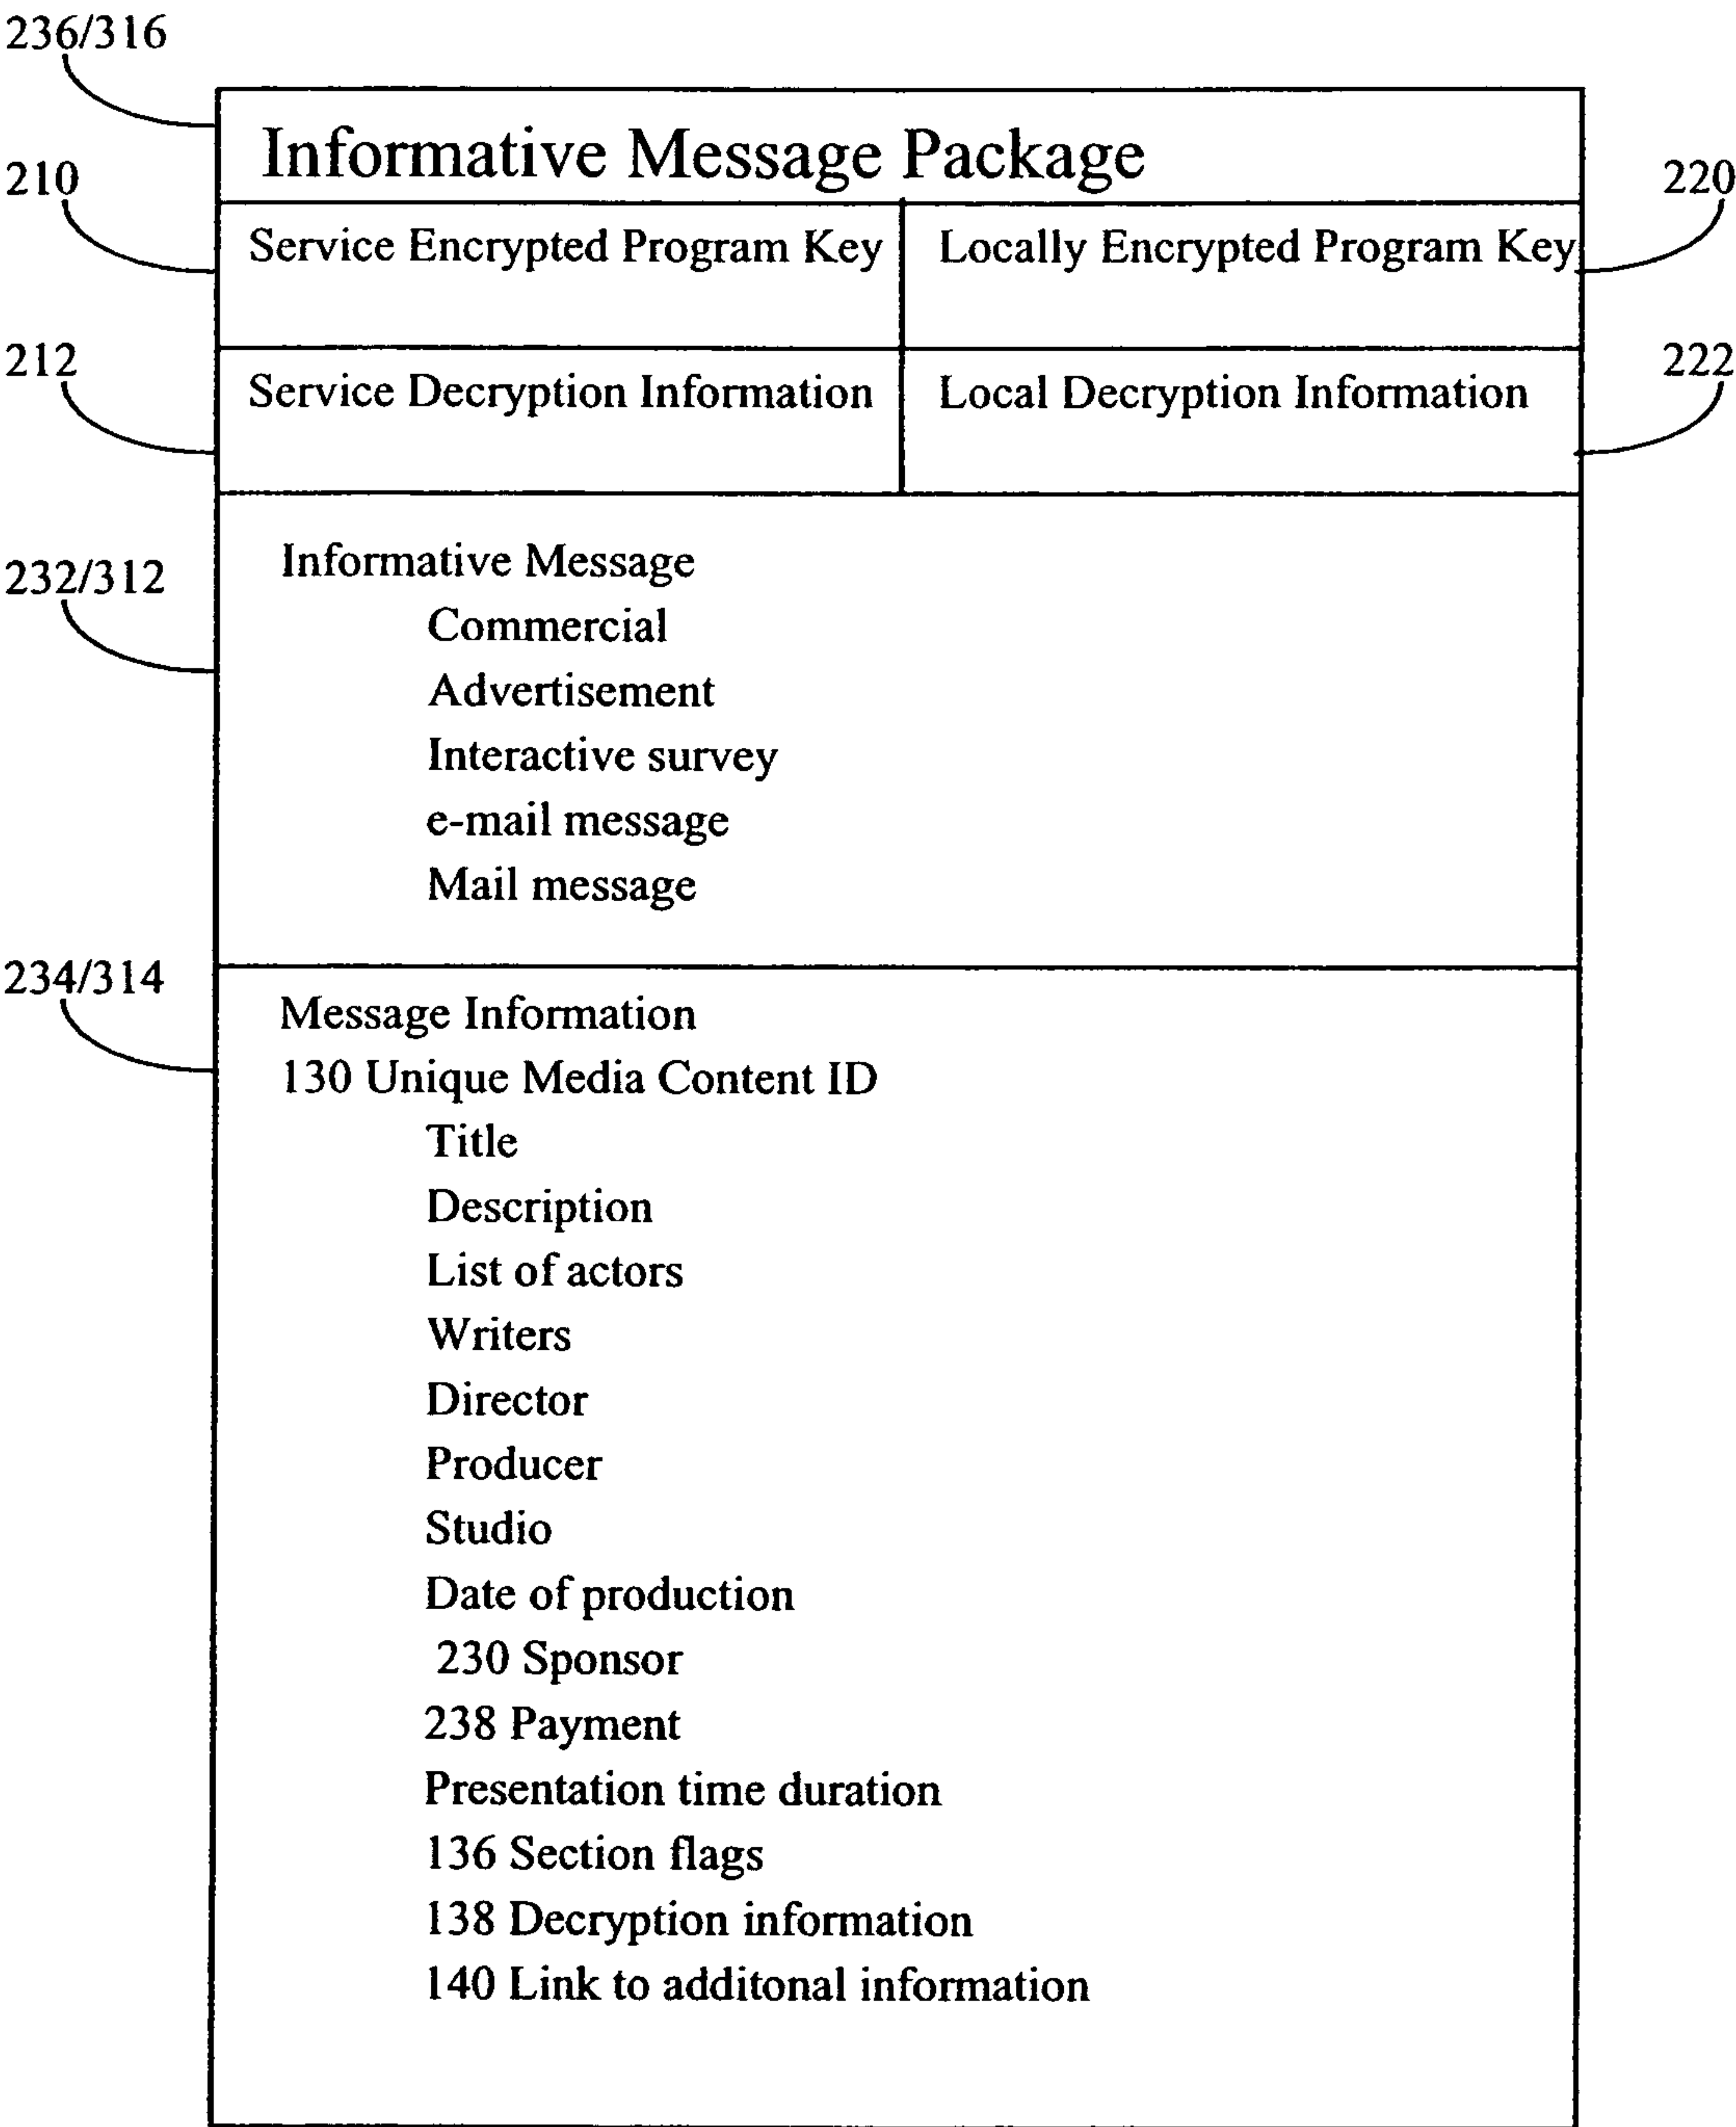 236/316
Informative Message Package
210
220
Service Encrypted Program Key
Locally Encrypted Program Key
212
222
Service Decryption Information
Local Decryption Information
232/312
Informative Message
Commercial
Advertisement
Interactive survey
e-mail message
Mail message
234/314
Message Information
130 Unique Media Content ID
Title
Description
List of actors
Writers
Director
Producer
Studio
Date of production
230 Sponsor
238 Payment
Presentation time duration
136 Section flags
138 Decryption information
140 Link to additonal information